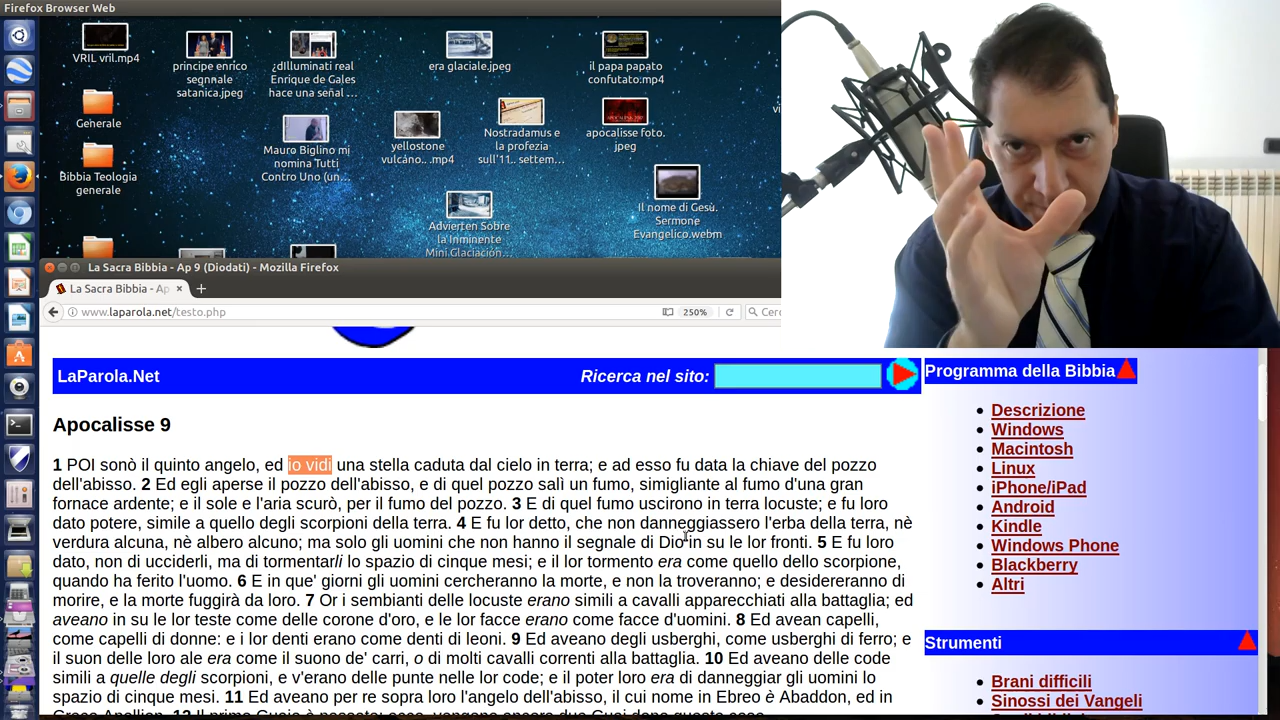 Firefox Browser Web
VRIL vril.mp4
principe enrico
segnnale
satanica.jpeg
¿dIlluminati real
Enrique de Gales
hace una señal ...
era glaciale.jpeg
il papa papato
confutato.mp4
Generale
Mauro Biglino mi
nomina Tutti
Contro Uno (un...
yellostone
vulcáno.. ..mp4
Nostradamus e
la profezia
sull'11.. settem...
apocalisse foto.
jpeg
Bibbia Teologia
generale
Advierten Sobre
la Inminente
Mini Glaciación...
Il nome di Gesù.
Sermone
Evangelico.webm
La Sacra Bibbia - Ap 9 (Diodati) - Mozilla Firefox
La Sacra Bibbia - Ap
www.laparola.net/testo.php
250%
Cerc
LaParola.Net
Ricerca nel sito:
Programma della Bibbia
Apocalisse 9
1 POI sonò il quinto angelo, ed io vidi una stella caduta dal cielo in terra; e ad esso fu data la chiave del pozzo
dell'abisso. 2 Ed egli aperse il pozzo dell'abisso, e di quel pozzo salì un fumo, simigliante al fumo d'una gran
fornace ardente; e il sole e l'aria scurò per il fumo del pozzo. 3 E di quel fumo uscirono in terra locuste; e fu loro
dato potere, simile a quello degli scorpioni della terra. 4 E fu lor detto, che non danneggiassero l'erba della terra, nè
verdura alcuna, nè albero alcuno; ma solo gli uomini che non hanno il segnale di Dio in su le lor fronti. 5 E fu loro
dato, non di ucciderli, ma di tormentarli lo spazio di cinque mesi; e il lor tormento era come quello dello scorpione,
quando ha ferito l'uomo. 6 E in que' giorni gli uomini cercheranno la morte, e non la troveranno; e desidereranno di
morire, e la morte fuggirà da loro. 7 Or i sembianti delle locuste erano simili a cavalli apparecchiati alla battaglia; ed
aveano in su le lor teste come delle corone d'oro, e le lor facce erano come facce d'uomini. 8 Ed avean capelli,
come capelli di donne: e i lor denti erano come denti di leoni. 9 Ed aveano degli usberghi, come usberghi di ferro; e
il suon delle loro ale era come il suono de' carri, o di molti cavalli correnti alla battaglia. 10 Ed aveano delle code
simili a quelle degli scorpioni, e v'erano delle punte nelle lor code; e il poter loro era di danneggiar gli uomini lo
spazio di cinque mesi. 11 Ed aveano per re sopra loro l'angelo dell'abisso, il cui nome in Ebreo è Abaddon, ed in
Descrizione
Windows
Macintosh
Linux
iPhone/iPad
Android
Kindle
Windows Phone
Blackberry
Altri
Strumenti
Brani difficili
Sinossi dei Vangeli